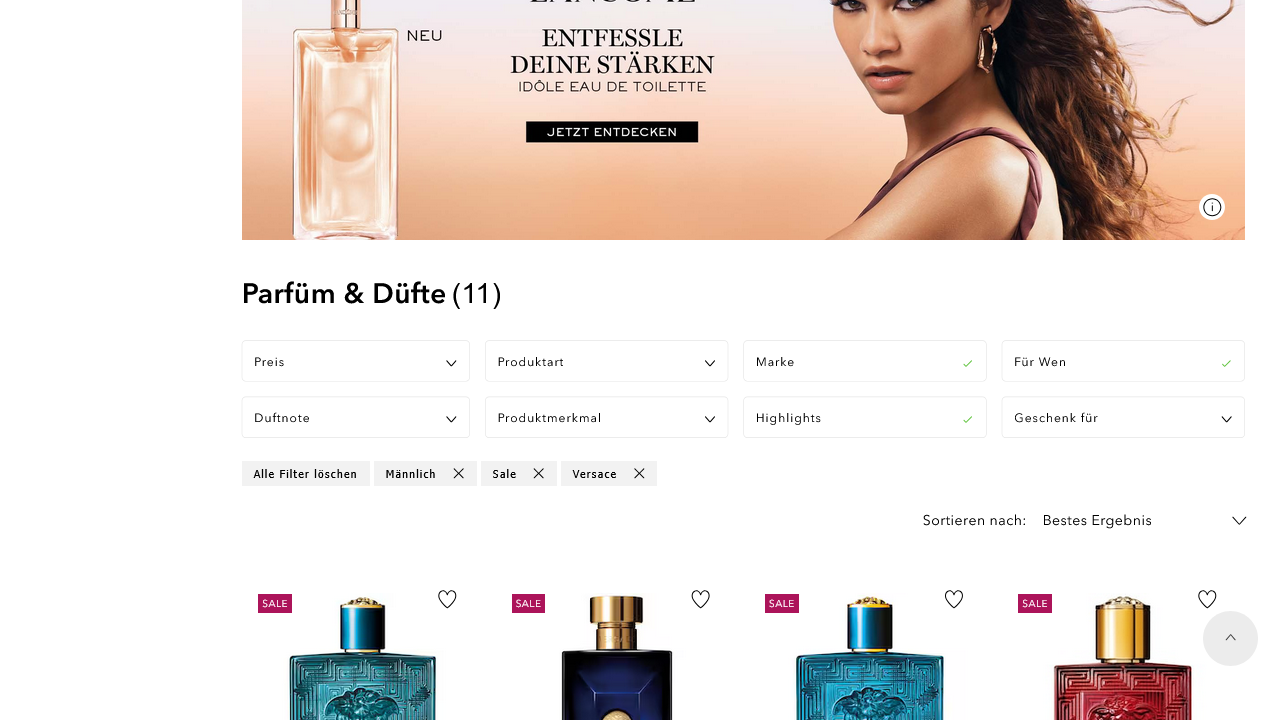 NEU
ENTFESSLE
DEINE STÄRKEN
IDÔLE EAU DE TOILETTE
JETZT ENTDECKEN
Parfüm & Düfte (11)
Preis
Produktart
Marke
Für Wen
Duftnote
Produktmerkmal
Highlights
Geschenk für
Alle Filter löschen
Männlich
Sale
Versace
Sortieren nach: Bestes Ergebnis
SALE
SALE
SALE
SALE